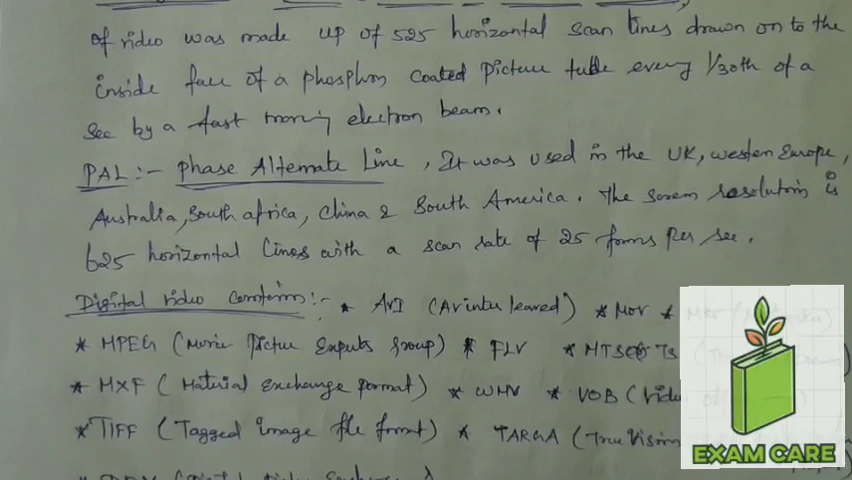 of video was made up of 525 horizontal scan lines drawn on to the
inside face of a phosphor coated picture tube every 1/30th of a
sec by a fast moving electron beam.
PAL :- phase Alternate Line, It was used in the UK, western Europe,
Australia, South africa, China & South America. The screen resolution is
625 horizontal lines with a scan rate of 25 forms per sec.
Digital video containers :- * AVI (AV interleaved) * MOV * MKV
* MPEG (Movie Picture Experts Group) * FLV * MTS
* MXF (Material Exchange format) * WMV * VOB (Video
* TIFF (Tagged image file format) * TARGA (True Vision
EXAM CARE